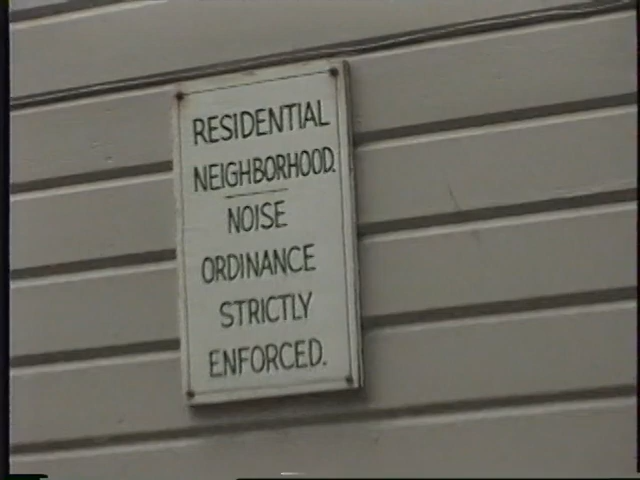 RESIDENTIAL
NEIGHBORHOOD.
NOISE
ORDINANCE
STRICTLY
ENFORCED.